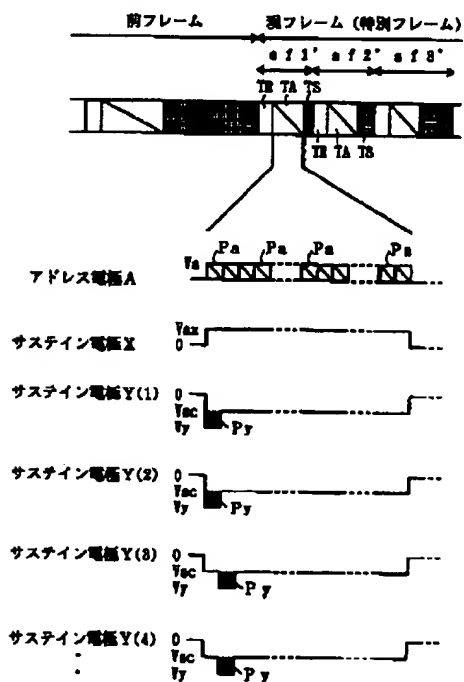 前フレーム 現フレーム (特別フレーム)
sf1' sf2' sf3'
TR TA TS
TR TA TS
Pa Pa Pa Pa
アドレス電極A Va
サステイン電極X Vax
0
サステイン電極Y(1) 0
Vsc
Vy Py
サステイン電極Y(2) 0
Vsc
Vy Py
サステイン電極Y(3) 0
Vsc
Vy Py
サステイン電極Y(4) 0
Vsc
Vy Py